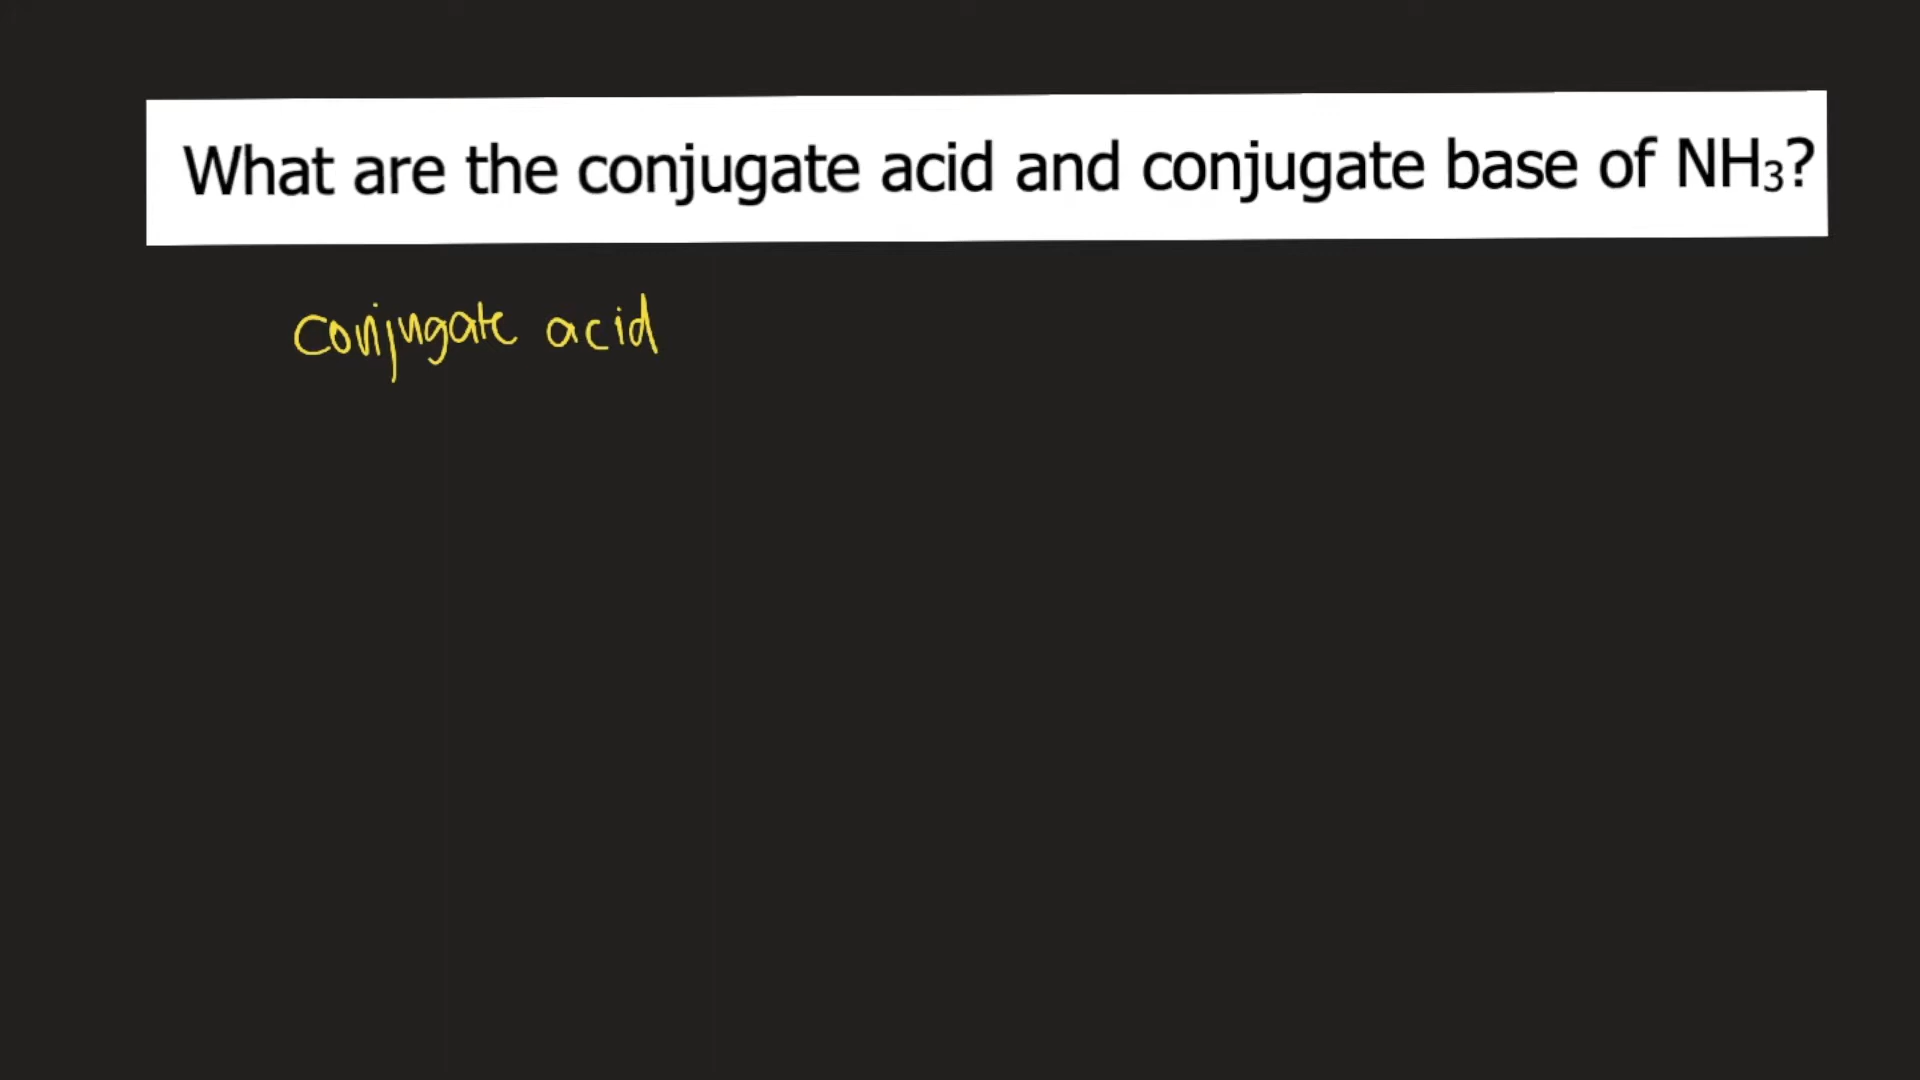 What are the conjugate acid and conjugate base of NH₃?
conjugate acid